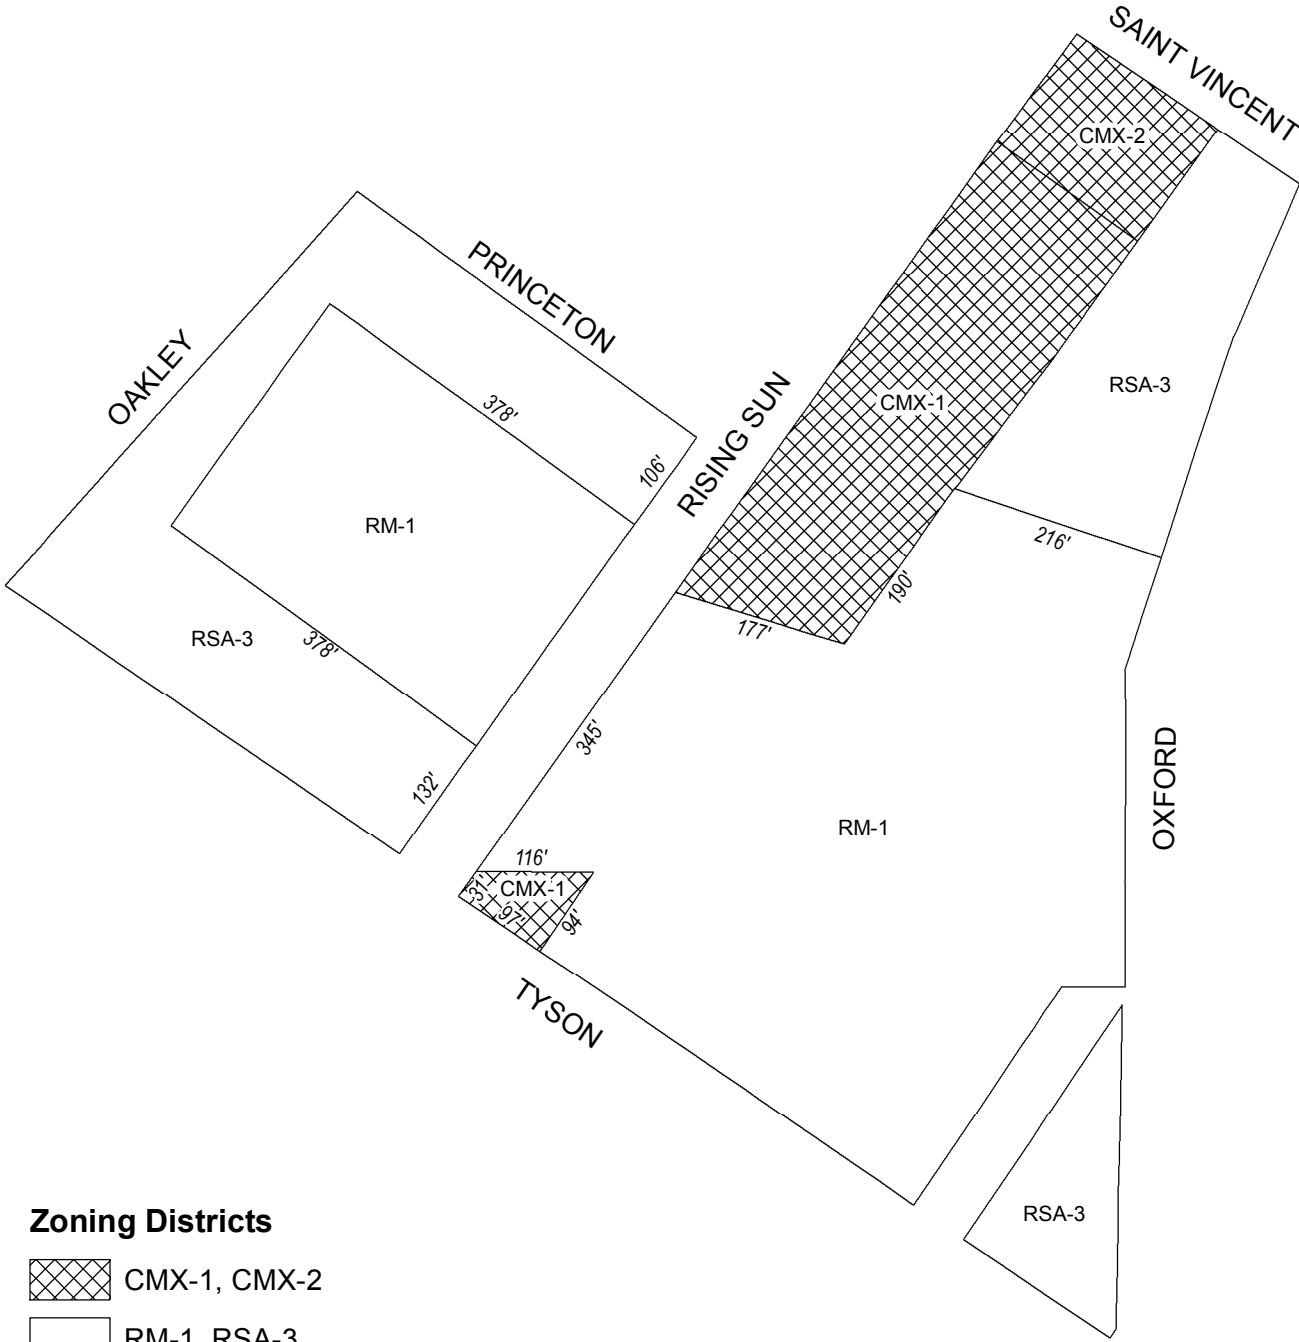 SAINT VINCENT
CMX-2
PRINCETON
OAKLEY
378'
106'
RISING SUN
CMX-1
RSA-3
RM-1
216'
190'
177'
RSA-3
378'
345'
132'
OXFORD
RM-1
116'
31'
CMX-1
97'
94'
TYSON
RSA-3
Zoning Districts
CMX-1, CMX-2
RM-1, RSA-3